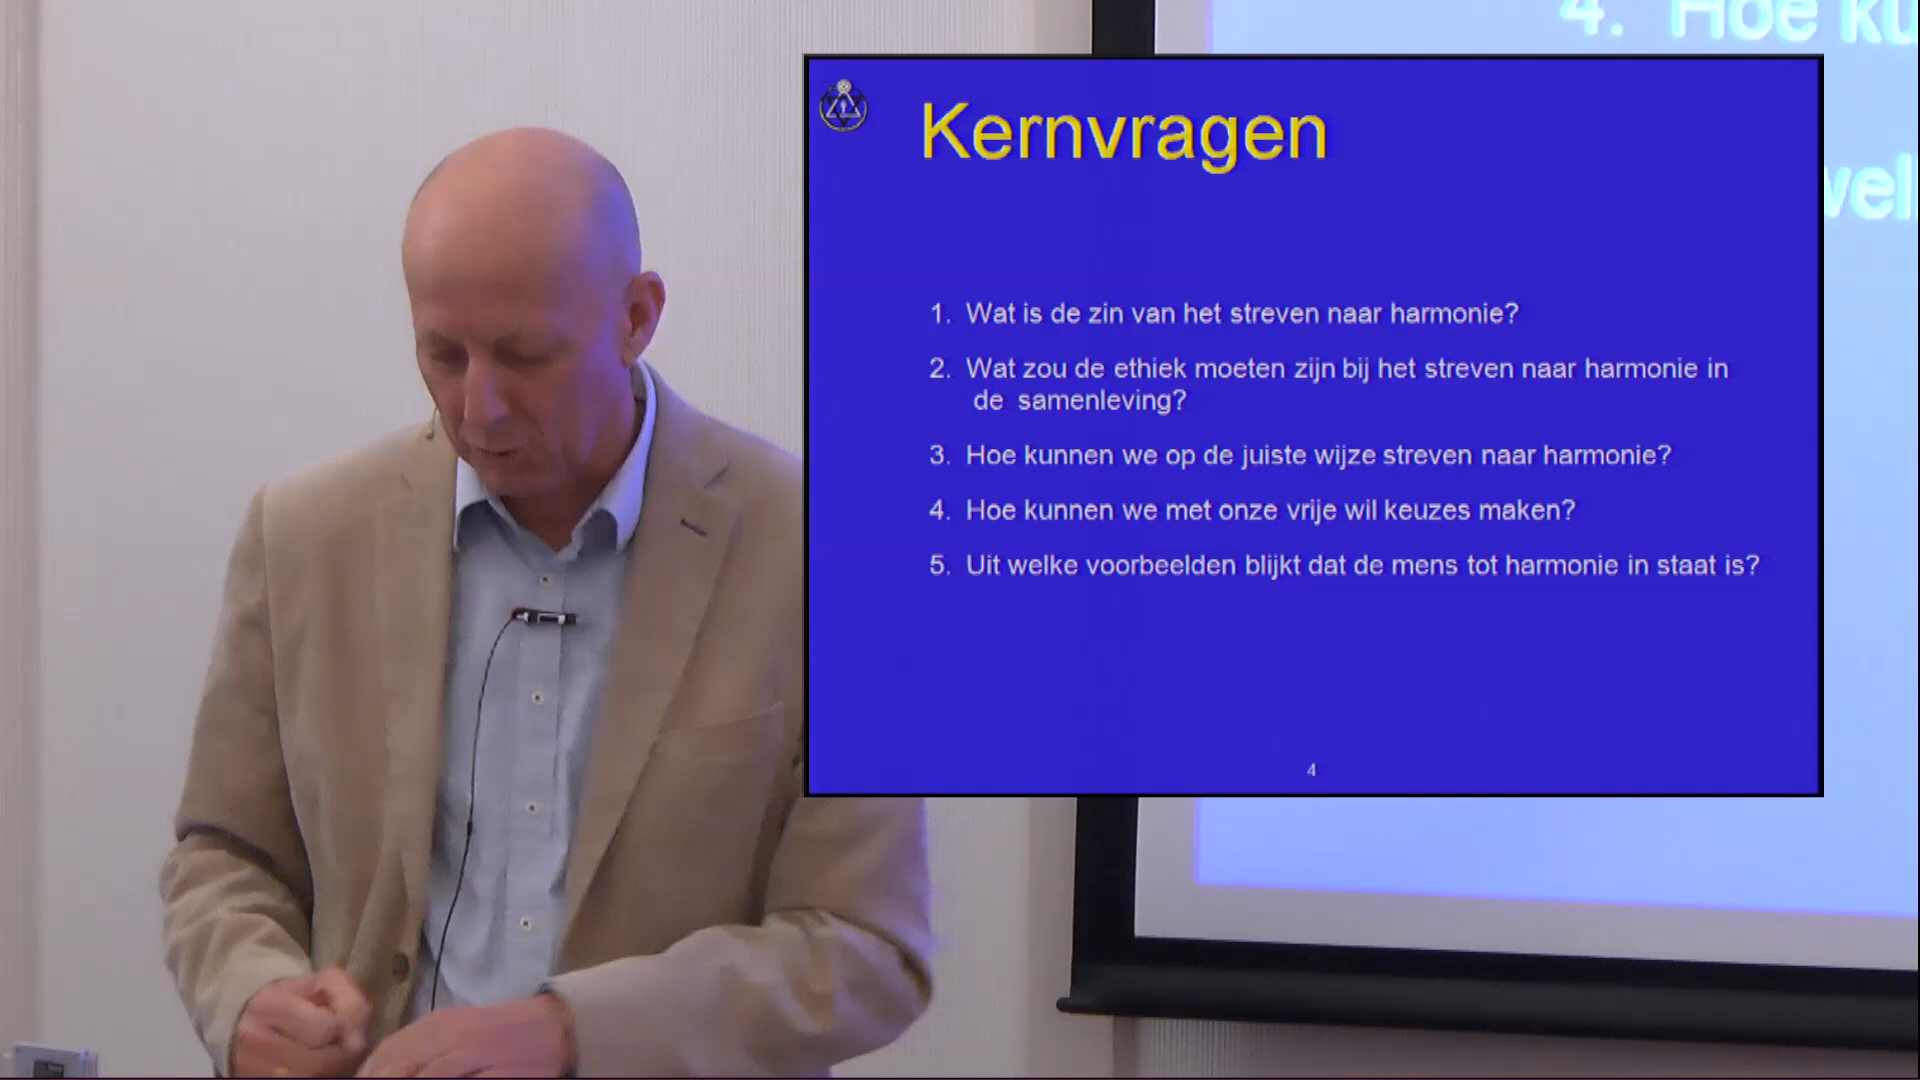 4. Hoe
Kernvragen
1. Wat is de zin van het streven naar harmonie?
2. Wat zou de ethiek moeten zijn bij het streven naar harmonie in
de samenleving?
3. Hoe kunnen we op de juiste wijze streven naar harmonie?
4. Hoe kunnen we met onze vrije wil keuzes maken?
5. Uit welke voorbeelden blijkt dat de mens tot harmonie in staat is?
4